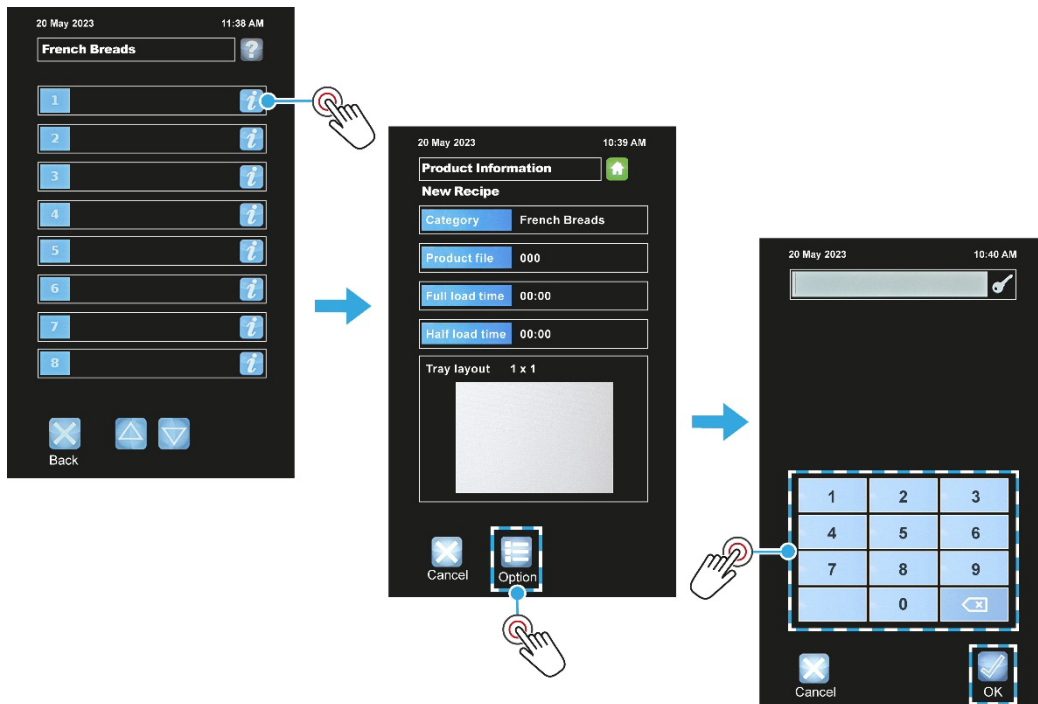 20 May 2023 11:38 AM
French Breads ?
1 i
2 i
3 i
4 i
5 i
6 i
7 i
8 i
Back
20 May 2023 10:39 AM
Product Information
New Recipe
Category French Breads
Product file 000
Full load time 00:00
Half load time 00:00
Tray layout 1 x 1
Cancel Option
20 May 2023 10:40 AM
1 2 3
4 5 6
7 8 9
0
Cancel OK